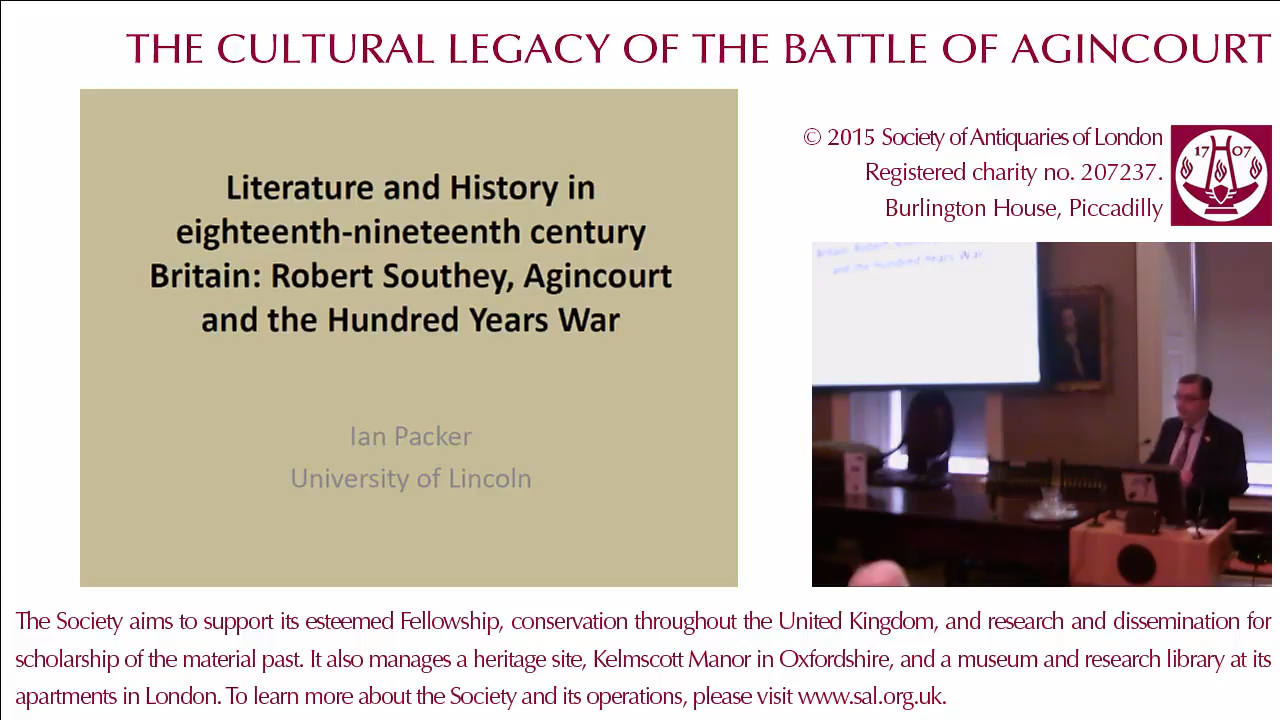 THE CULTURAL LEGACY OF THE BATTLE OF AGINCOURT
Literature and History in
eighteenth-nineteenth century
Britain: Robert Southey, Agincourt
and the Hundred Years War
Ian Packer
University of Lincoln
© 2015 Society of Antiquaries of London
Registered charity no. 207237.
Burlington House, Piccadilly
17 07
and the Hundred Years War
The Society aims to support its esteemed Fellowship, conservation throughout the United Kingdom, and research and dissemination for
scholarship of the material past. It also manages a heritage site, Kelmscott Manor in Oxfordshire, and a museum and research library at its
apartments in London. To learn more about the Society and its operations, please visit www.sal.org.uk.